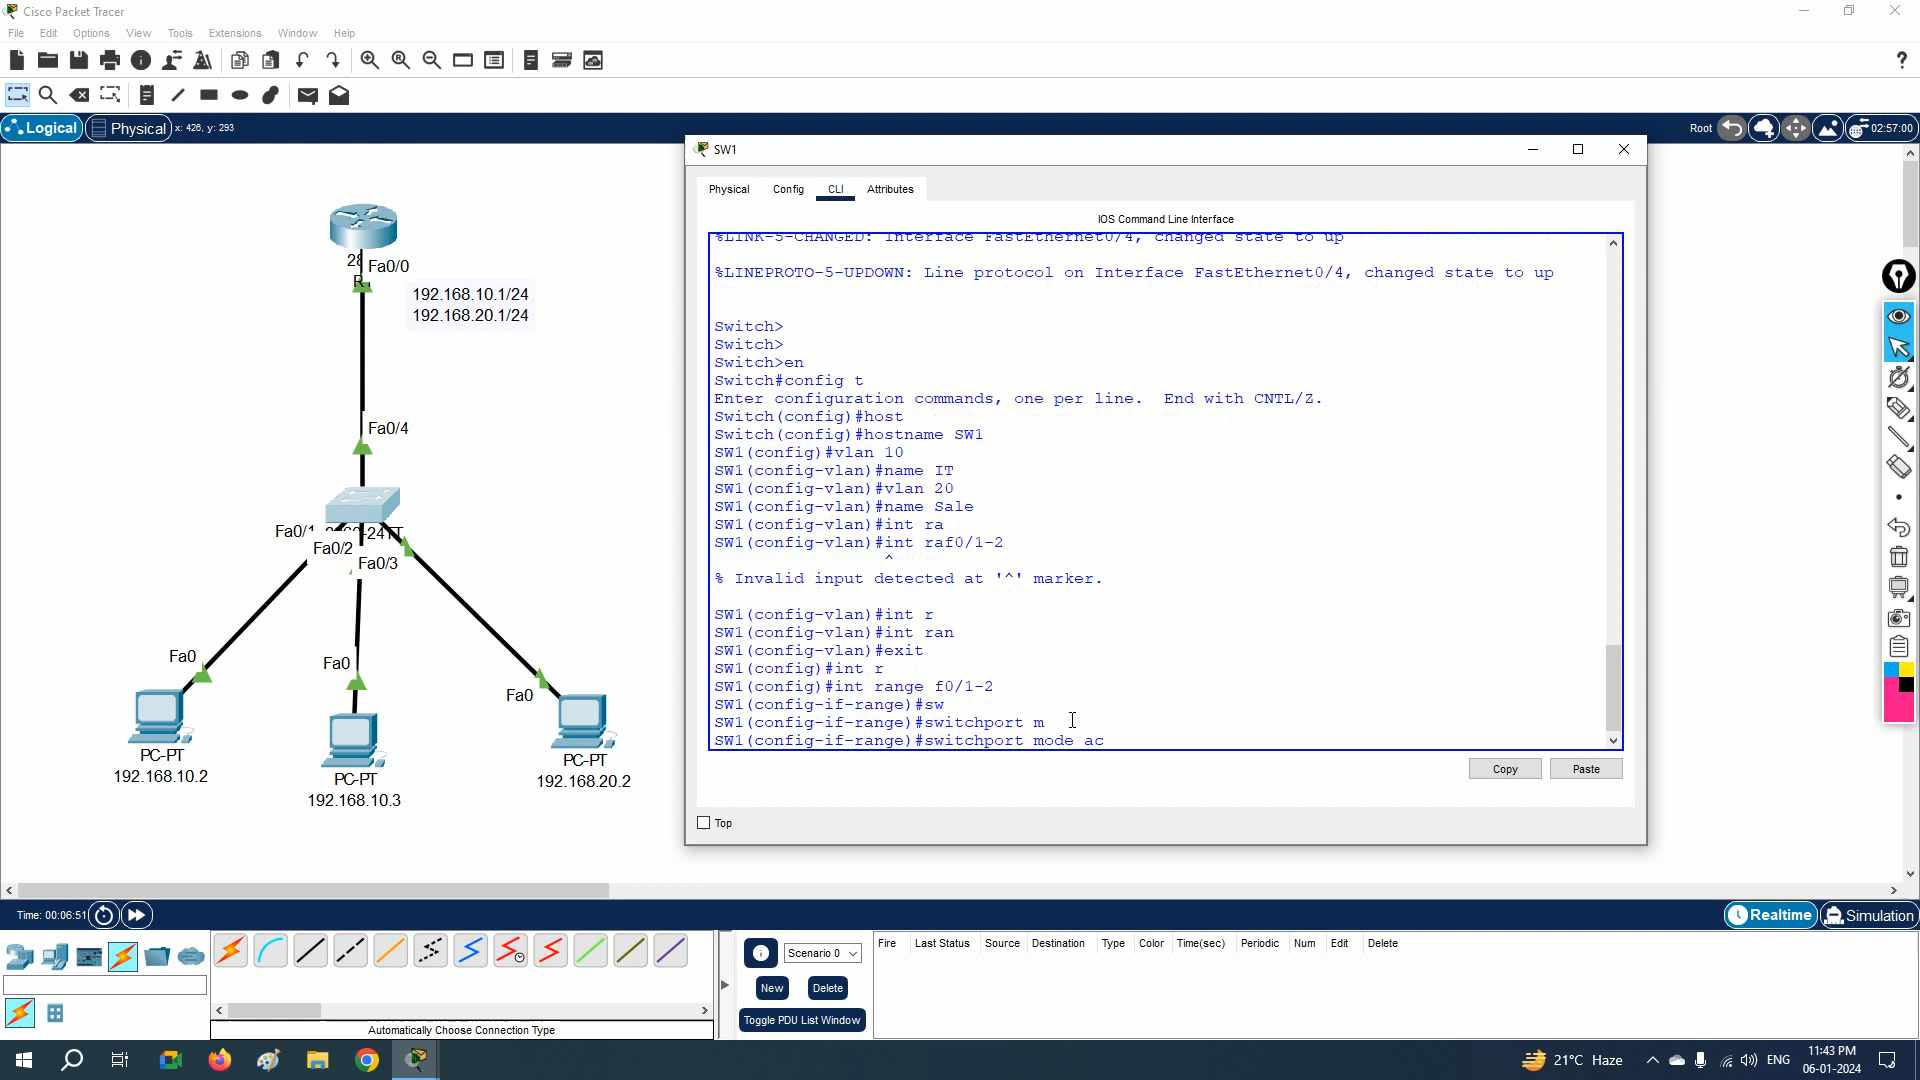 Cisco Packet Tracer
File Edit Options View Tools Extensions Window Help
Logical
Physical
x: 426, y: 293
Root
02:57:00
Fa0/0
192.168.10.1/24
192.168.20.1/24
Fa0/4
Fa0/2
Fa0/3
Fa0
Fa0
Fa0
PC-PT
192.168.10.2
PC-PT
192.168.10.3
PC-PT
192.168.20.2
SW1
Physical Config CLI Attributes
IOS Command Line Interface
%LINK-5-CHANGED: Interface FastEthernet0/4, changed state to up
%LINEPROTO-5-UPDOWN: Line protocol on Interface FastEthernet0/4, changed state to up
Switch>
Switch>
Switch>en
Switch#config t
Enter configuration commands, one per line.  End with CNTL/Z.
Switch(config)#host
Switch(config)#hostname SW1
SW1(config)#vlan 10
SW1(config-vlan)#name IT
SW1(config-vlan)#vlan 20
SW1(config-vlan)#name Sale
SW1(config-vlan)#int ra
SW1(config-vlan)#int raf0/1-2
^
% Invalid input detected at '^' marker.
SW1(config-vlan)#int r
SW1(config-vlan)#int ran
SW1(config-vlan)#exit
SW1(config)#int r
SW1(config)#int range f0/1-2
SW1(config-if-range)#sw
SW1(config-if-range)#switchport m
SW1(config-if-range)#switchport mode ac
Copy
Paste
Top
Time: 00:06:51
Realtime
Simulation
Scenario 0
New
Delete
Toggle PDU List Window
Fire Last Status Source Destination Type Color Time(sec) Periodic Num Edit Delete
Automatically Choose Connection Type
21°C Haze
ENG
11:43 PM
06-01-2024